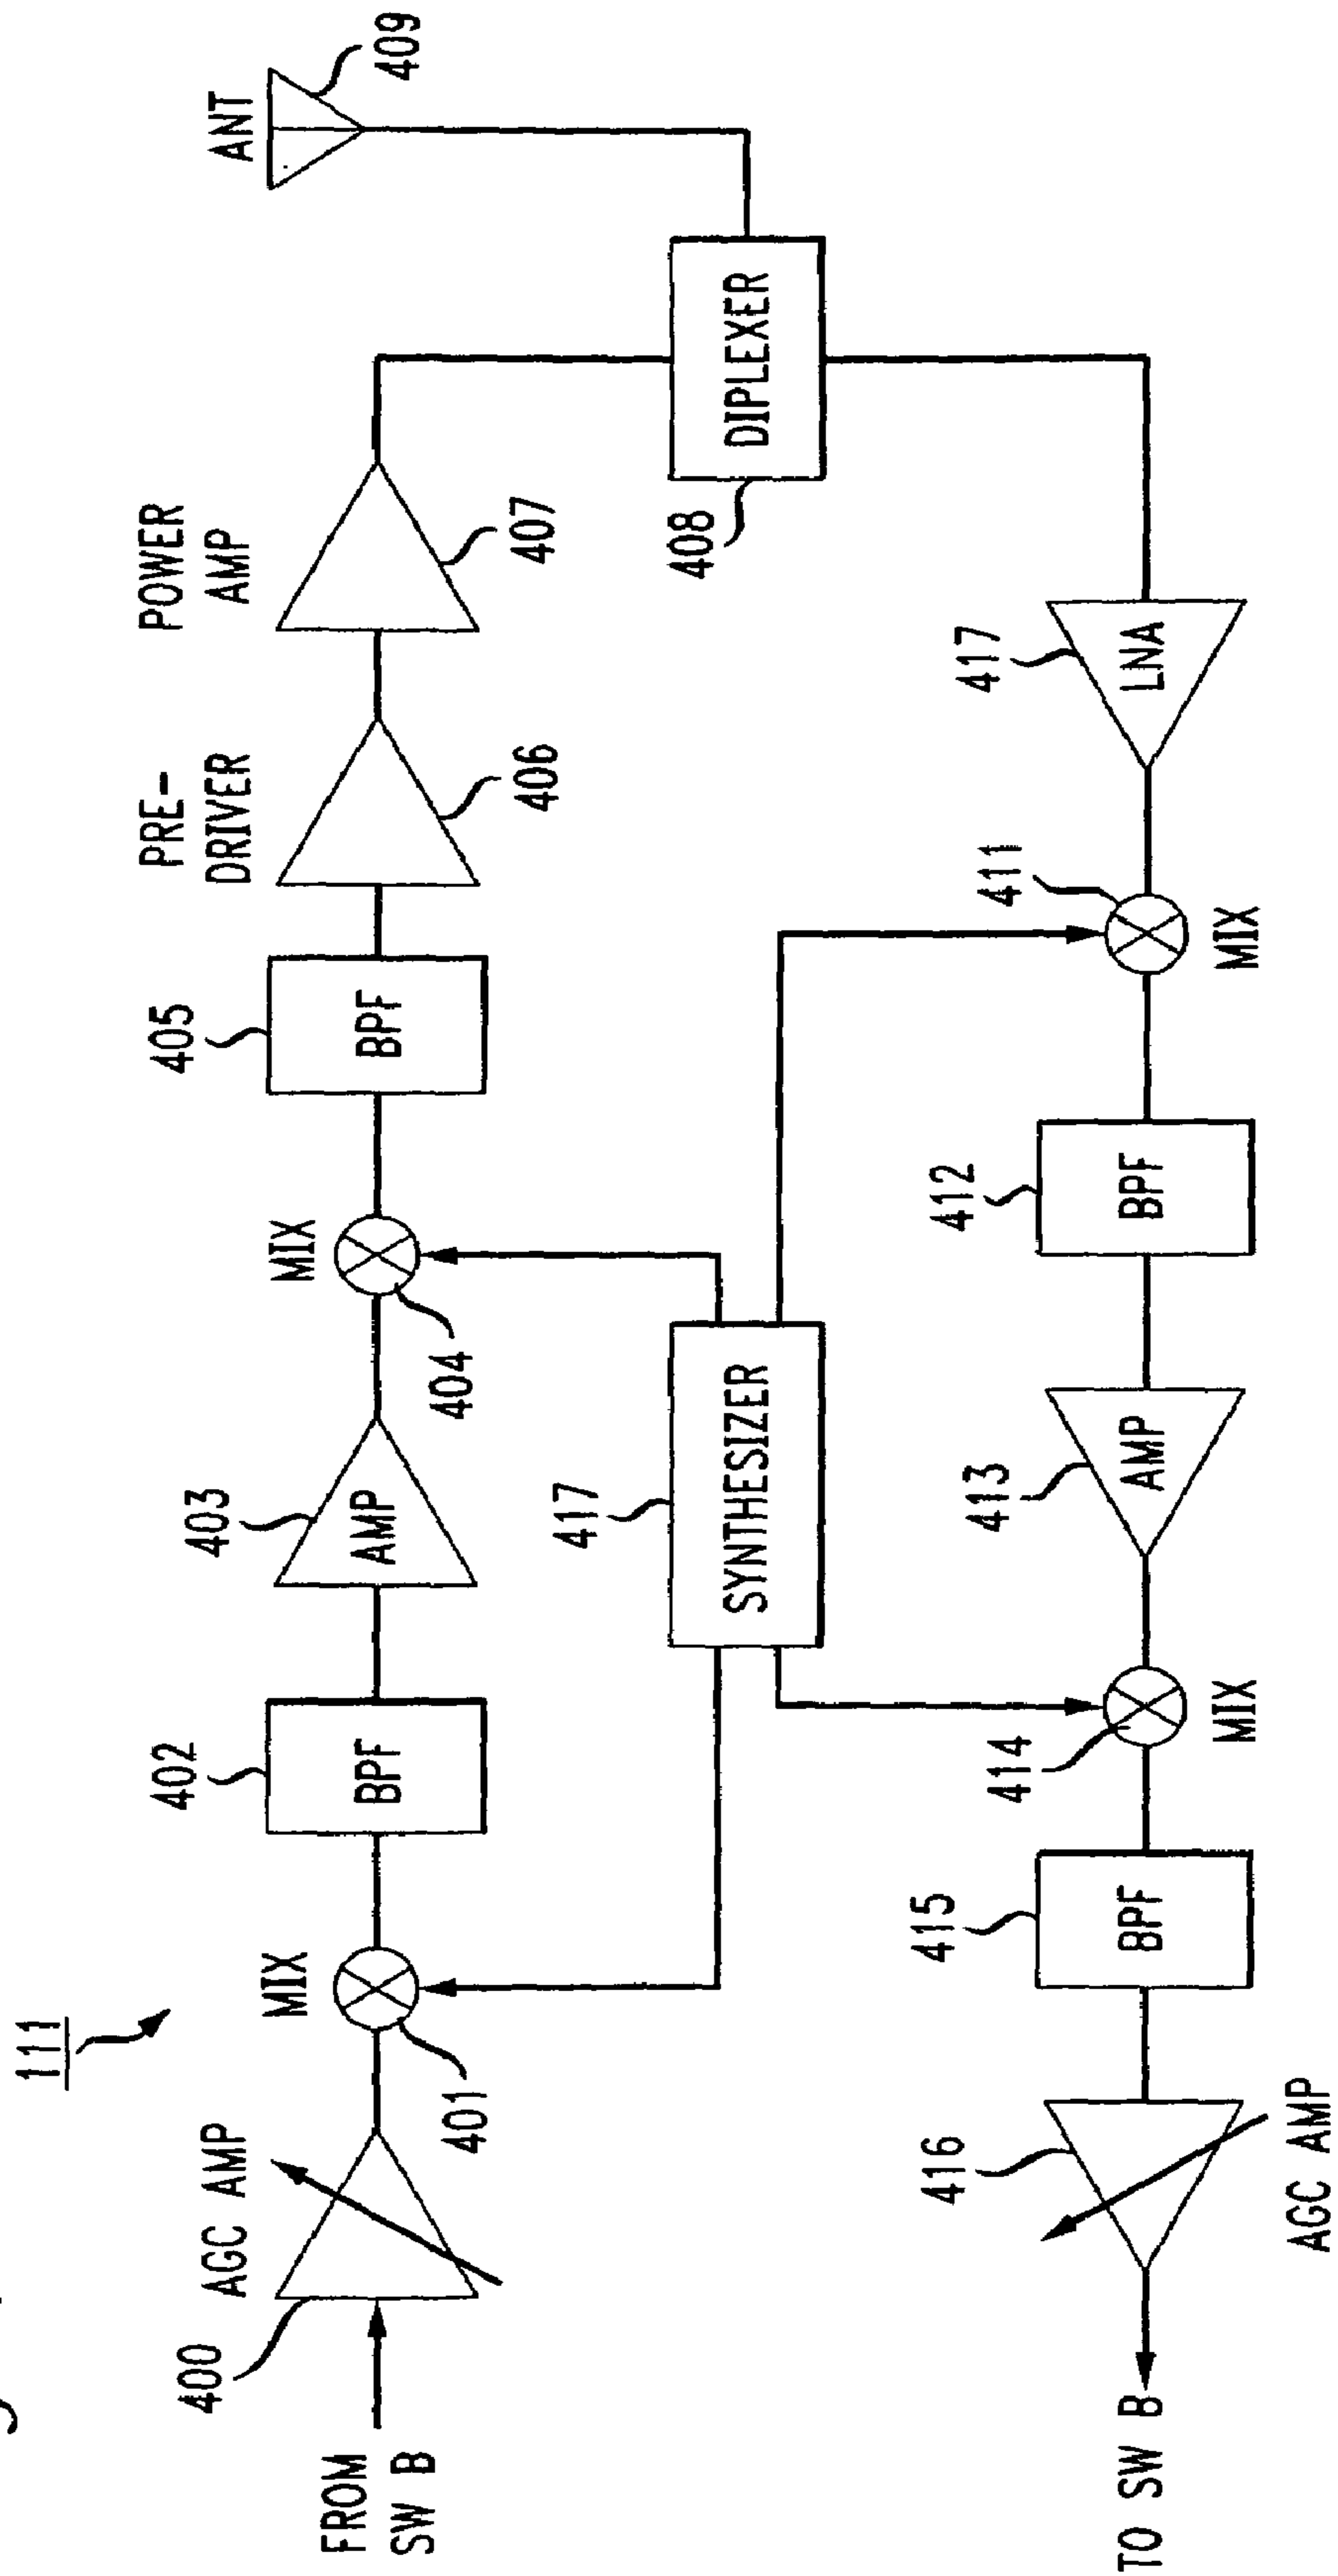 111
ANT
409
POWER
AMP
407
PRE-
DRIVER
406
405
BPF
MIX
404
403
AMP
402
BPF
MIX
401
AGC AMP
400
FROM
SW B
DIPLEXER
408
417
SYNTHESIZER
417
LNA
411
MIX
412
BPF
413
AMP
414
MIX
415
BPF
416
AGC AMP
TO SW B